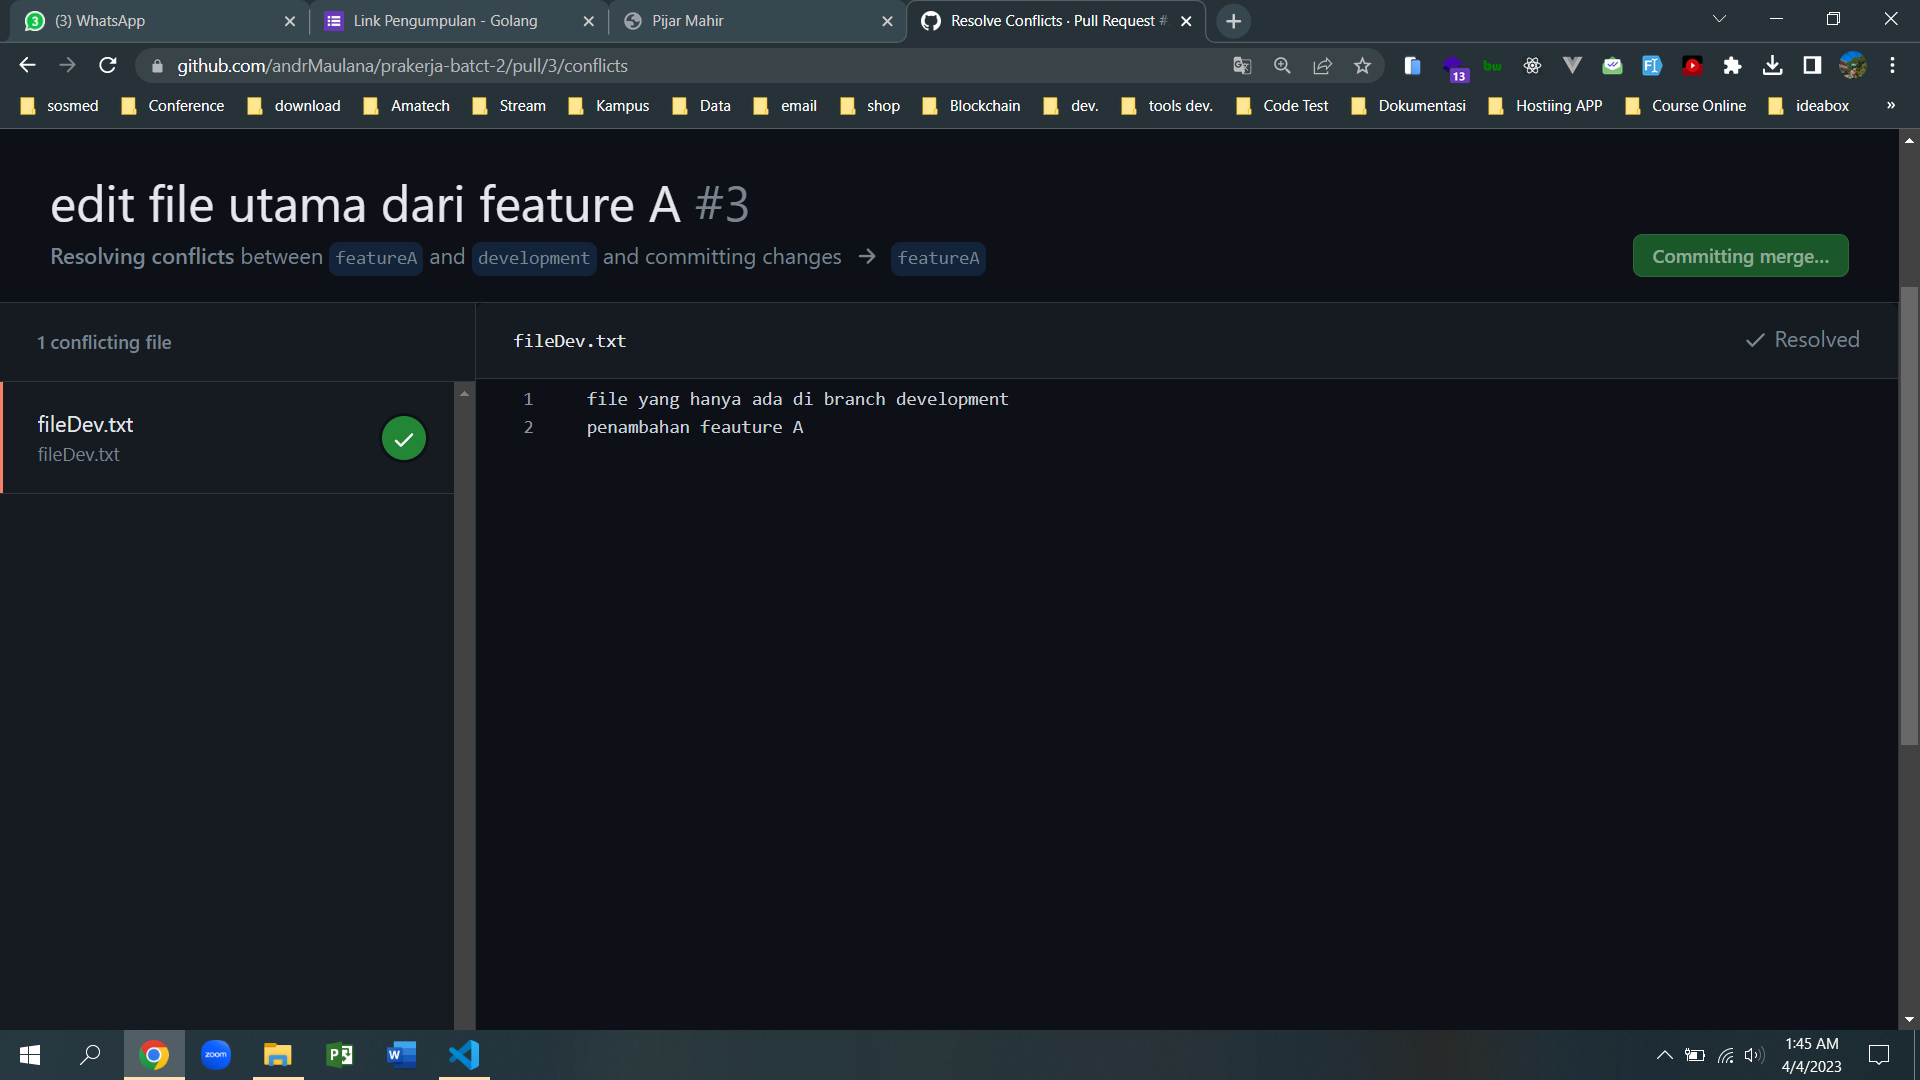 (3) WhatsApp
Link Pengumpulan - Golang
Pijar Mahir
Resolve Conflicts · Pull Request #
github.com/andrMaulana/prakerja-batct-2/pull/3/conflicts
13
bw
sosmed
Conference
download
Amatech
Stream
Kampus
Data
email
shop
Blockchain
dev.
tools dev.
Code Test
Dokumentasi
Hostiing APP
Course Online
ideabox
»
edit file utama dari feature A #3
Resolving conflicts between featureA and development and committing changes → featureA
Committing merge...
1 conflicting file
fileDev.txt
Resolved
fileDev.txt
fileDev.txt
1 file yang hanya ada di branch development
2 penambahan feauture A
zoom
1:45 AM
4/4/2023